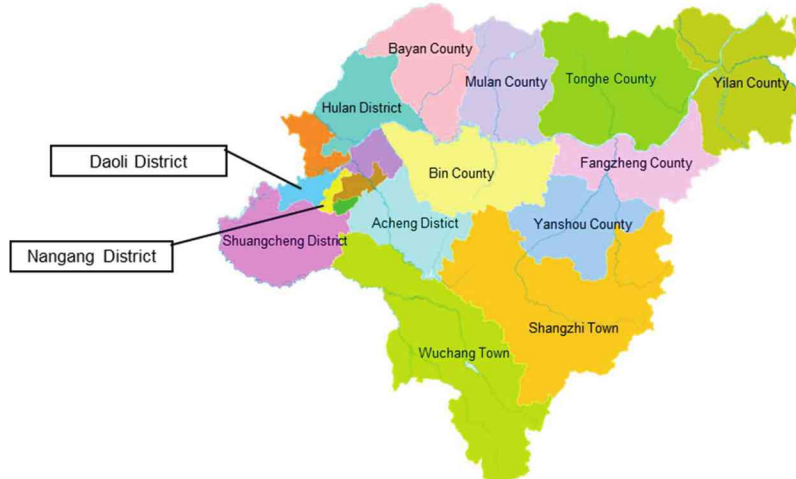 Bayan County
Mulan County
Tonghe County
Yilan County
Hulan District
Daoli District
Bin County
Fangzheng County
Acheng Distict
Yanshou County
Shuangcheng District
Nangang District
Shangzhi Town
Wuchang Town